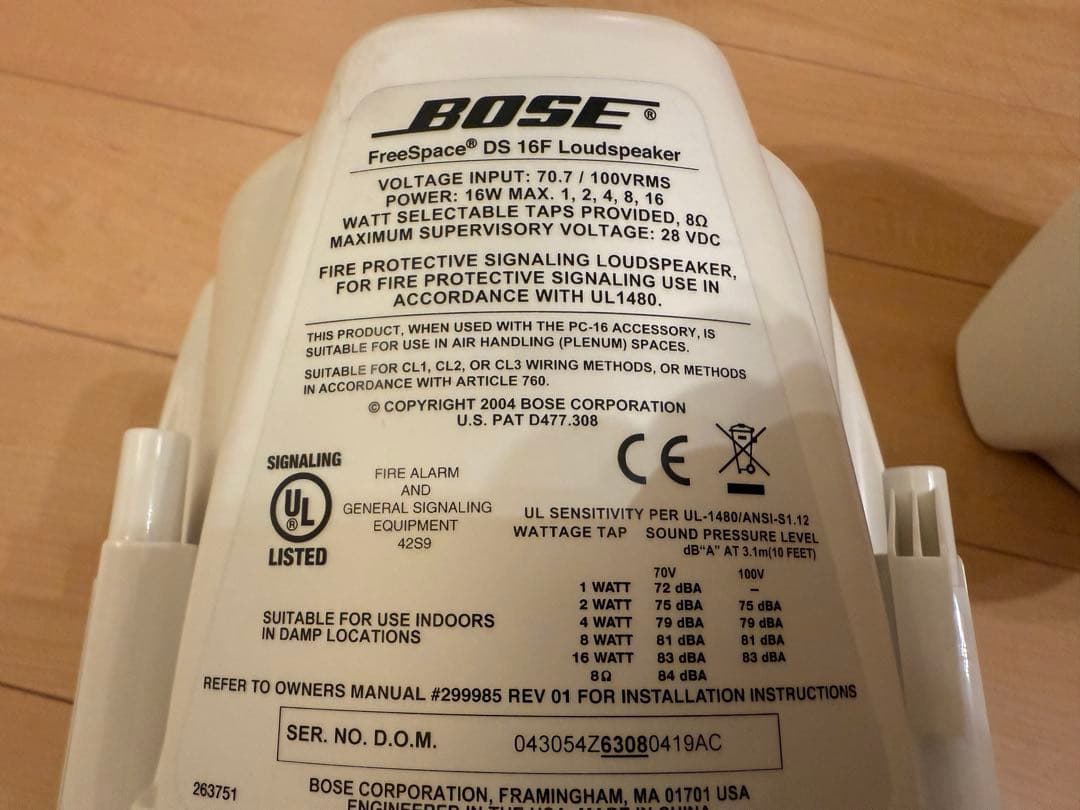 BOSE®
FreeSpace® DS 16F Loudspeaker
VOLTAGE INPUT: 70.7 / 100VRMS
POWER: 16W MAX. 1, 2, 4, 8, 16
WATT SELECTABLE TAPS PROVIDED, 8Ω
MAXIMUM SUPERVISORY VOLTAGE: 28 VDC
FIRE PROTECTIVE SIGNALING LOUDSPEAKER,
FOR FIRE PROTECTIVE SIGNALING USE IN
ACCORDANCE WITH UL1480.
THIS PRODUCT, WHEN USED WITH THE PC-16 ACCESSORY, IS
SUITABLE FOR USE IN AIR HANDLING (PLENUM) SPACES.
SUITABLE FOR CL1, CL2, OR CL3 WIRING METHODS, OR METHODS
IN ACCORDANCE WITH ARTICLE 760.
© COPYRIGHT 2004 BOSE CORPORATION
U.S. PAT D477.308
CE
SIGNALING
UL®
LISTED
FIRE ALARM
AND
GENERAL SIGNALING
EQUIPMENT
42S9
UL SENSITIVITY PER UL-1480/ANSI-S1.12
WATTAGE TAP SOUND PRESSURE LEVEL
dB"A" AT 3.1m(10 FEET)
70V 100V
1 WATT 72 dBA –
2 WATT 75 dBA 75 dBA
4 WATT 79 dBA 79 dBA
8 WATT 81 dBA 81 dBA
16 WATT 83 dBA 83 dBA
8Ω 84 dBA
SUITABLE FOR USE INDOORS
IN DAMP LOCATIONS
REFER TO OWNERS MANUAL #299985 REV 01 FOR INSTALLATION INSTRUCTIONS
SER. NO. D.O.M. 043054Z63080419AC
263751
BOSE CORPORATION, FRAMINGHAM, MA 01701 USA
ENGINEERED IN THE USA, MADE IN CHINA